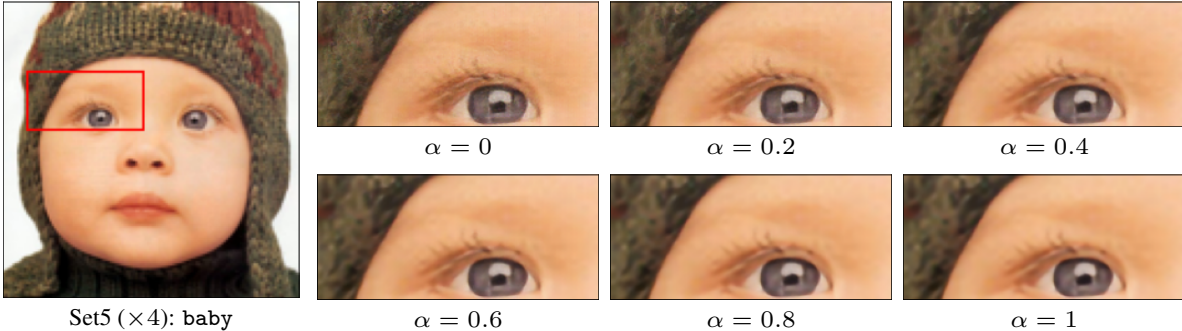 α = 0
α = 0.2
α = 0.4
Set5 (×4): baby
α = 0.6
α = 0.8
α = 1